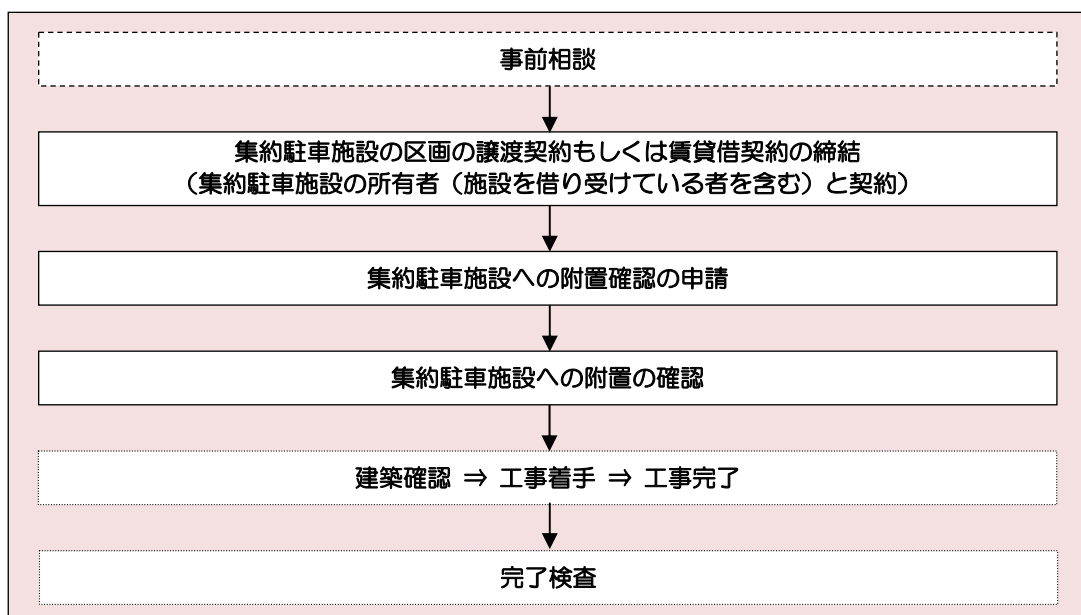 事前相談
集約駐車施設の区画の譲渡契約もしくは賃貸借契約の締結
（集約駐車施設の所有者（施設を借り受けている者を含む）と契約）
集約駐車施設への附置確認の申請
集約駐車施設への附置の確認
建築確認 ⇒ 工事着手 ⇒ 工事完了
完了検査